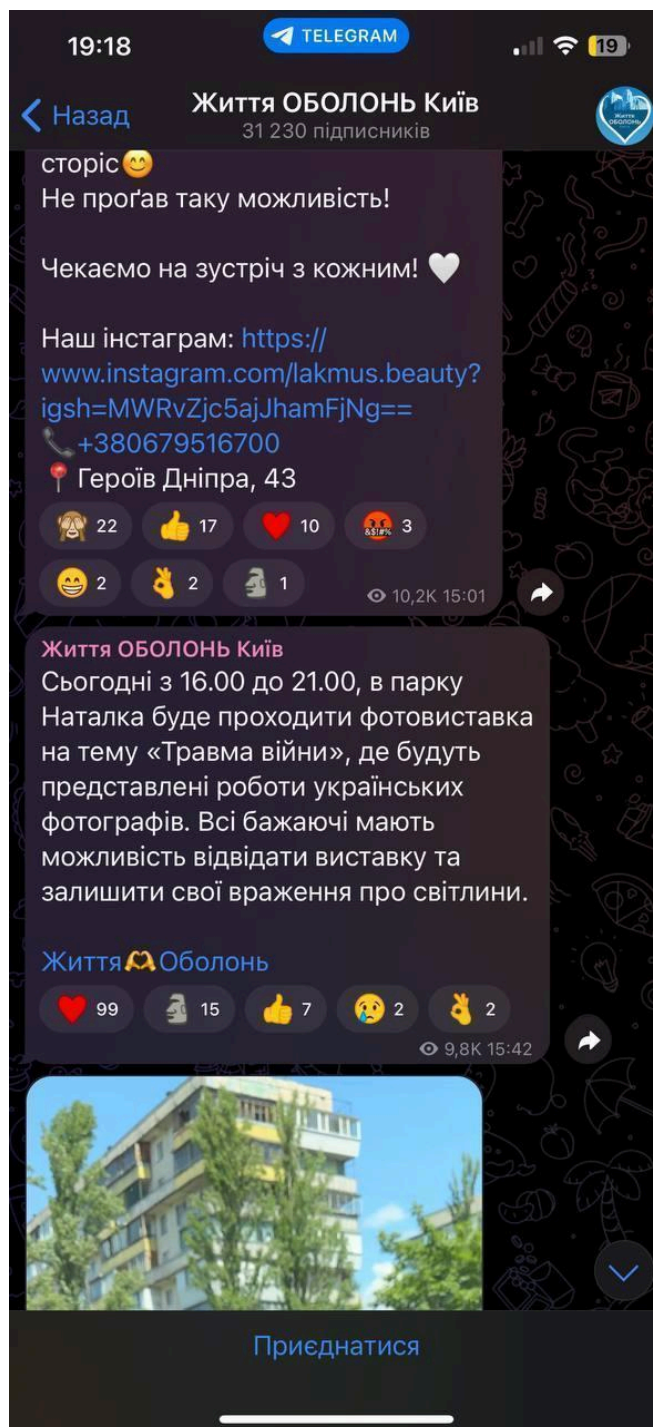 19:18
TELEGRAM
19
Назад
Життя ОБОЛОНЬ Київ
31 230 підписників
Життя
ОБОЛОНЬ
сторіс😊
Не проґав таку можливість!
Чекаємо на зустріч з кожним! 🤍
Наш інстаграм: https://
www.instagram.com/lakmus.beauty?
igsh=MWRvZjc5ajJhamFjNg==
📞+380679516700
📍 Героїв Дніпра, 43
🙈 22 👍 17 ❤️ 10 🤬 3
😁 2 👌 2 🗿 1 10,2K 15:01
Життя ОБОЛОНЬ Київ
Сьогодні з 16.00 до 21.00, в парку
Наталка буде проходити фотовиставка
на тему «Травма війни», де будуть
представлені роботи українських
фотографів. Всі бажаючі мають
можливість відвідати виставку та
залишити свої враження про світлини.
Життя🫶Оболонь
❤️ 99 🗿 15 👍 7 😢 2 👌 2
9,8K 15:42
Приєднатися